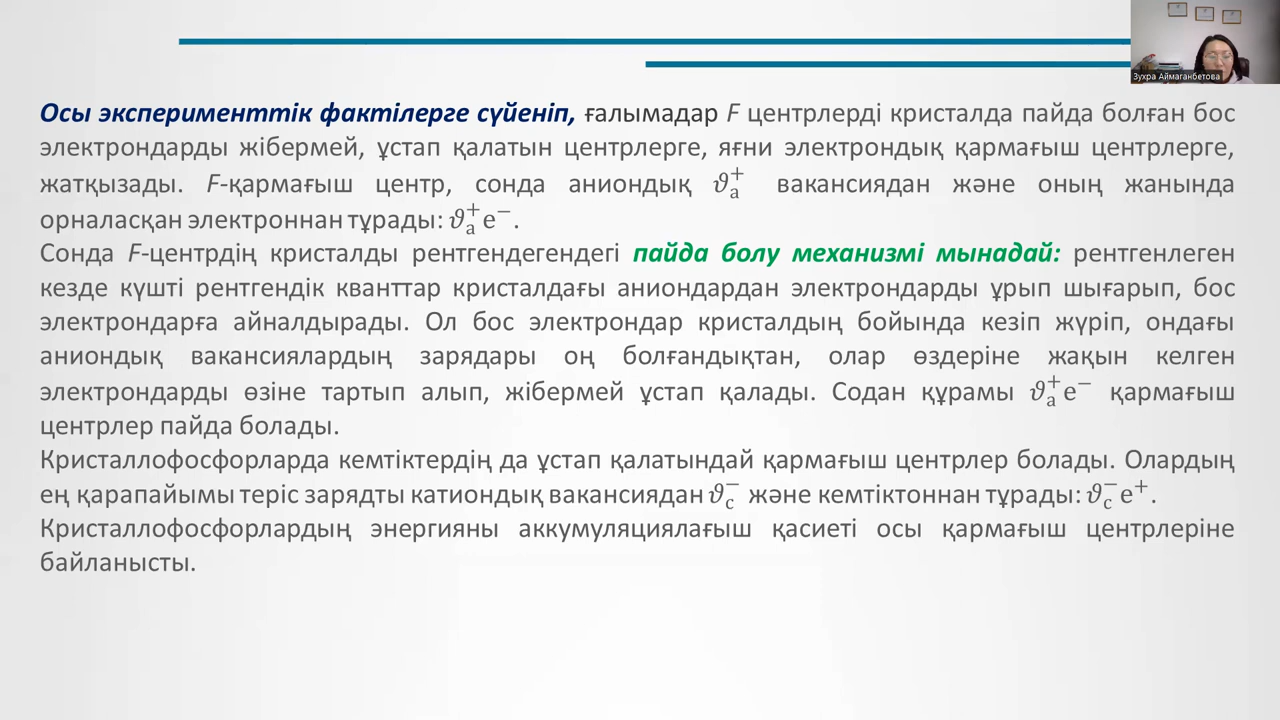 Зухра Аймаганбетова
Осы эксперименттік фактілерге сүйеніп, ғалымадар F центрлерді кристалда пайда болған бос
электрондарды жібермей, ұстап қалатын центрлерге, яғни электрондық қармағыш центрлерге,
жатқызады. F-қармағыш центр, сонда аниондық 𝜗ₐ⁺ вакансиядан және оның жанында
орналасқан электроннан тұрады: 𝜗ₐ⁺e⁻.
Сонда F-центрдің кристалды рентгендегендегі пайда болу механизмі мынадай: рентгенлеген
кезде күшті рентгендік кванттар кристалдағы аниондардан электрондарды ұрып шығарып, бос
электрондарға айналдырады. Ол бос электрондар кристалдың бойында кезіп жүріп, ондағы
аниондық вакансиялардың зарядары оң болғандықтан, олар өздеріне жақын келген
электрондарды өзіне тартып алып, жібермей ұстап қалады. Содан құрамы 𝜗ₐ⁺e⁻ қармағыш
центрлер пайда болады.
Кристаллофосфорларда кемтіктердің да ұстап қалатындай қармағыш центрлер болады. Олардың
ең қарапайымы теріс зарядты катиондық вакансиядан 𝜗_c⁻ және кемтіктоннан тұрады: 𝜗_c⁻e⁺.
Кристаллофосфорлардың энергияны аккумуляциялағыш қасиеті осы қармағыш центрлеріне
байланысты.